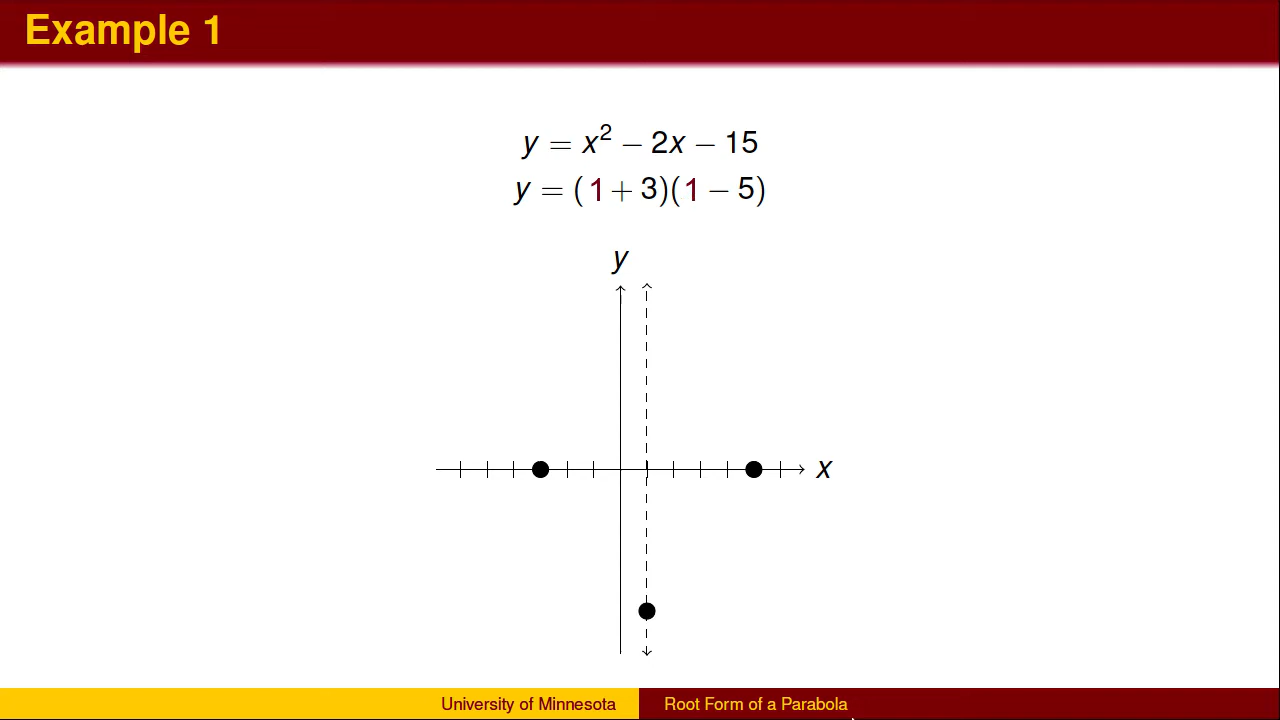 Example 1
y = x² − 2x − 15
y = (1 + 3)(1 − 5)
y
x
University of Minnesota
Root Form of a Parabola